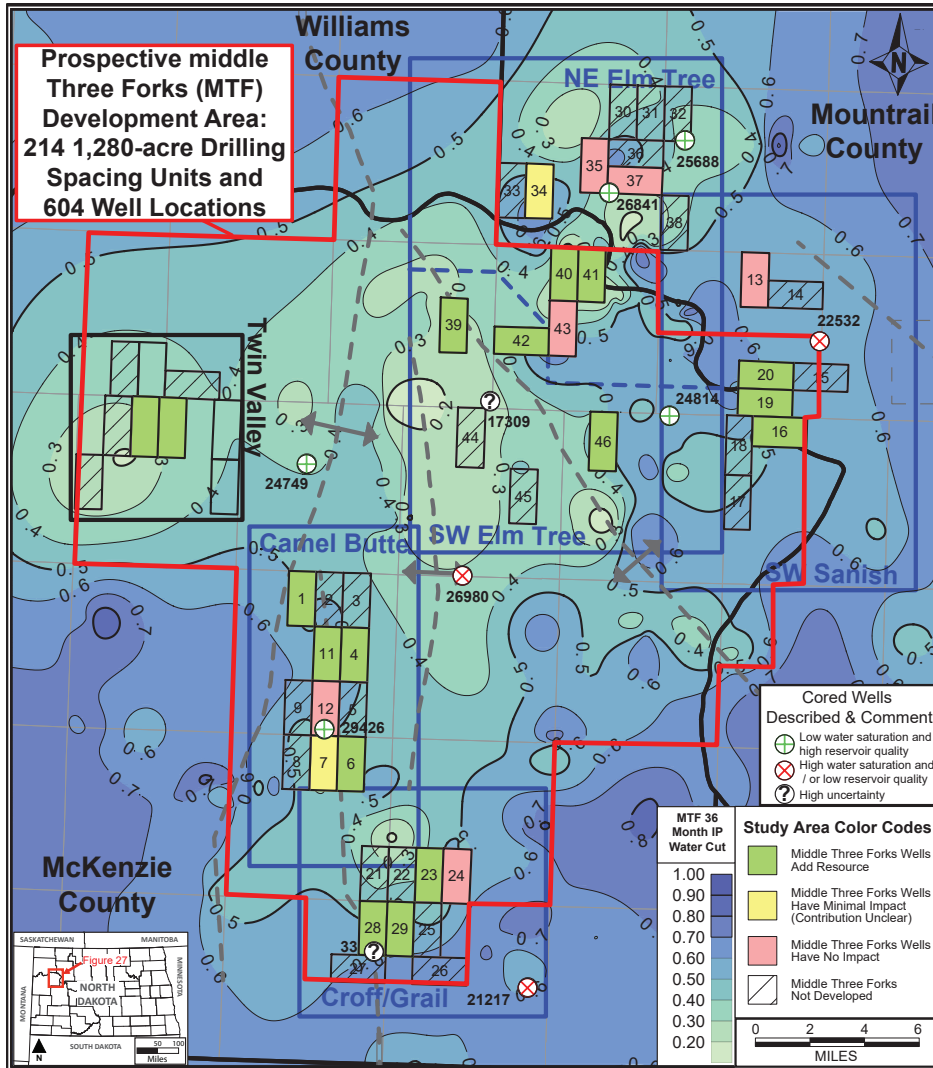 Williams
County
Prospective middle
Three Forks (MTF)
Development Area:
214 1,280-acre Drilling
Spacing Units and
604 Well Locations
NE Elm Tree
Mountrail
County
N
30
31
32
25688
35
36
37
33
34
26841
38
40
41
13
14
22532
39
42
43
20
15
19
24814
17309
16
46
18
44
45
17
Twin Valley
24749
Camel Butte
SW Elm Tree
SW Sanish
26980
1
2
3
11
4
9
12
5
29426
8
7
6
McKenzie
County
21
22
23
24
28
29
25
33
27
26
Croff/Grail
21217
Cored Wells
Described & Comment
Low water saturation and
high reservoir quality
High water saturation and
/ or low reservoir quality
High uncertainty
MTF 36
Month IP
Water Cut
1.00
0.90
0.80
0.70
0.60
0.50
0.40
0.30
0.20
Study Area Color Codes
Middle Three Forks Wells
Add Resource
Middle Three Forks Wells
Have Minimal Impact
(Contribution Unclear)
Middle Three Forks Wells
Have No Impact
Middle Three Forks
Not Developed
0 2 4 6
MILES
SASKATCHEWAN MANITOBA
Figure 27
MONTANA
NORTH
DAKOTA
MINNESOTA
SOUTH DAKOTA
N
50 100
Miles